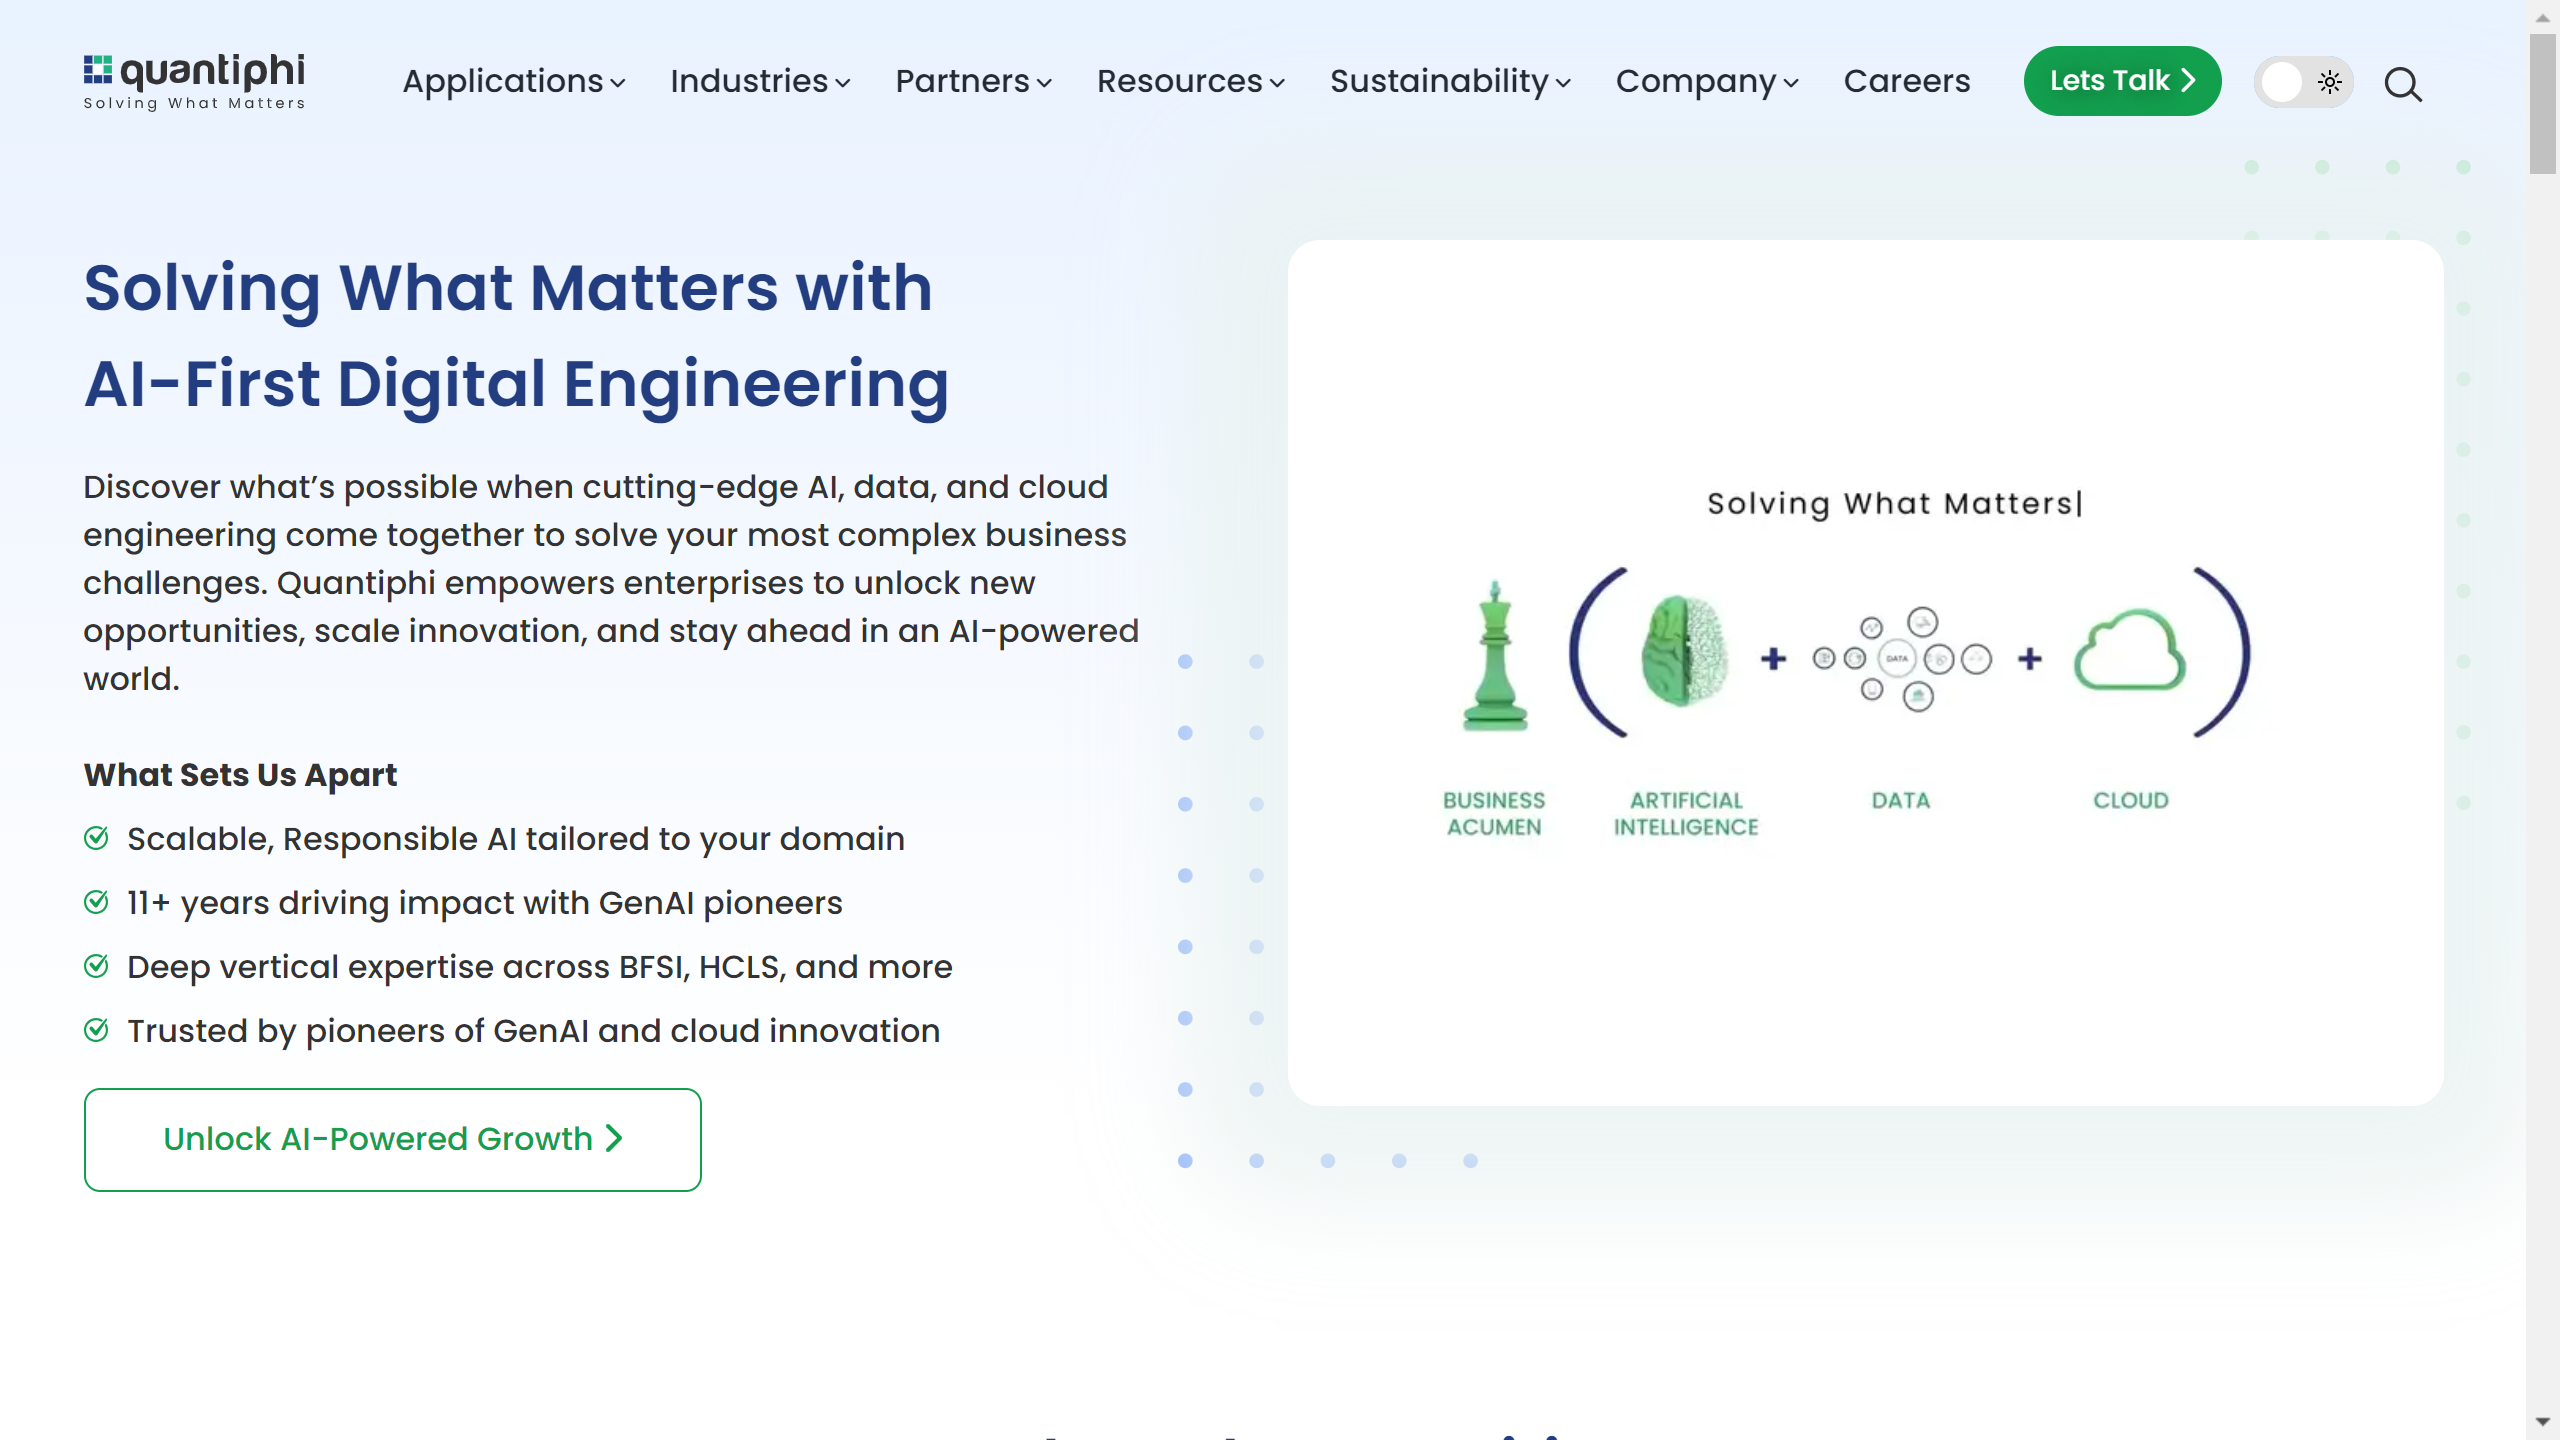 quantiphi
Solving What Matters
Applications
Industries
Partners
Resources
Sustainability
Company
Careers
Lets Talk
Solving What Matters with
AI-First Digital Engineering
Discover what’s possible when cutting-edge AI, data, and cloud
engineering come together to solve your most complex business
challenges. Quantiphi empowers enterprises to unlock new
opportunities, scale innovation, and stay ahead in an AI-powered
world.
What Sets Us Apart
Scalable, Responsible AI tailored to your domain
11+ years driving impact with GenAI pioneers
Deep vertical expertise across BFSI, HCLS, and more
Trusted by pioneers of GenAI and cloud innovation
Unlock AI-Powered Growth
Solving What Matters|
DATA
BUSINESS
ACUMEN
ARTIFICIAL
INTELLIGENCE
DATA
CLOUD